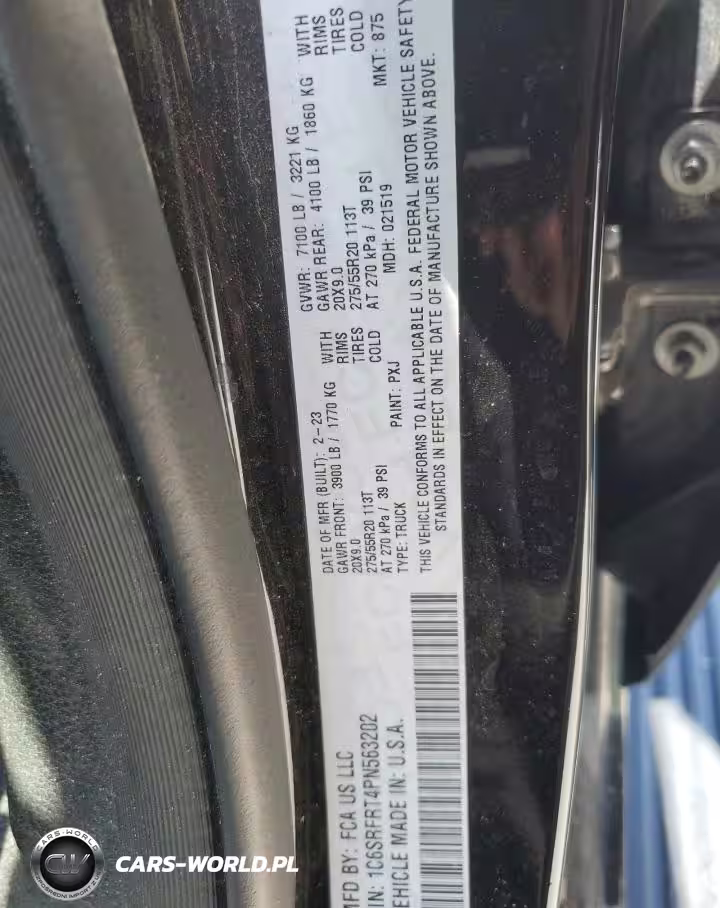 MFD BY: FCA US LLC
DATE OF MFR (BUILT): 2-23
GVWR: 7100 LB / 3221 KG
GAWR FRONT: 3900 LB / 1770 KG WITH
GAWR REAR: 4100 LB / 1860 KG WITH
20X9.0 RIMS
20X9.0 RIMS
275/55R20 113T TIRES
275/55R20 113T TIRES
AT 270 kPa / 39 PSI COLD
AT 270 kPa / 39 PSI COLD
IN: 1C6SRFRT4PN563202
TYPE: TRUCK
PAINT: PXJ
MDH: 021519
MKT: 875
EHICLE MADE IN: U.S.A.
THIS VEHICLE CONFORMS TO ALL APPLICABLE U.S.A. FEDERAL MOTOR VEHICLE SAFETY
STANDARDS IN EFFECT ON THE DATE OF MANUFACTURE SHOWN ABOVE.
CARS-WORLD
CW
CARS-WORLD.PL